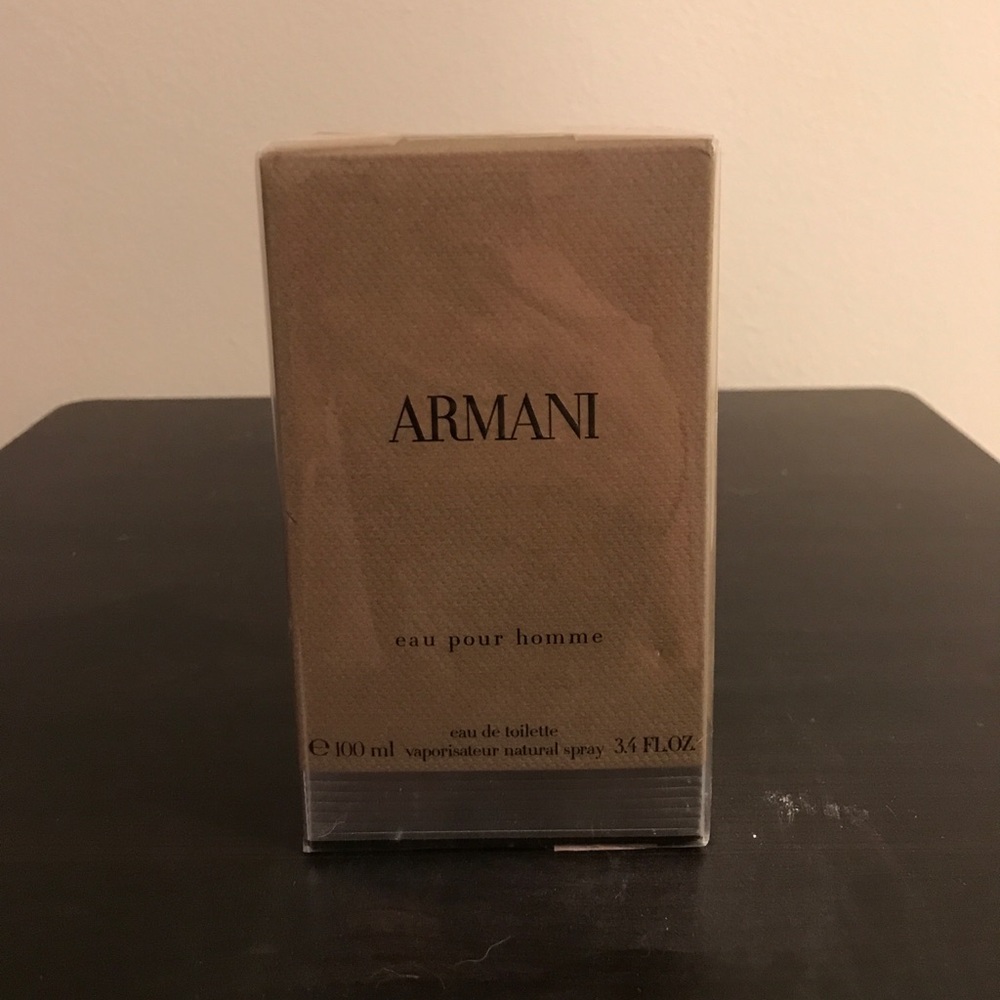 ARMANI
eau pour homme
eau de toilette
℮ 100 ml vaporisateur natural spray 3.4 FL.OZ